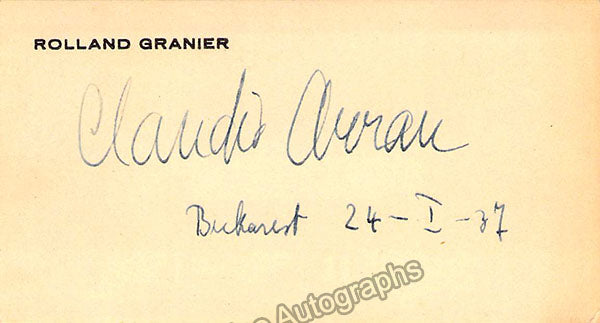 ROLLAND GRANIER
Claudio Arrau
Bukarest 24 - I - 37
Autographs